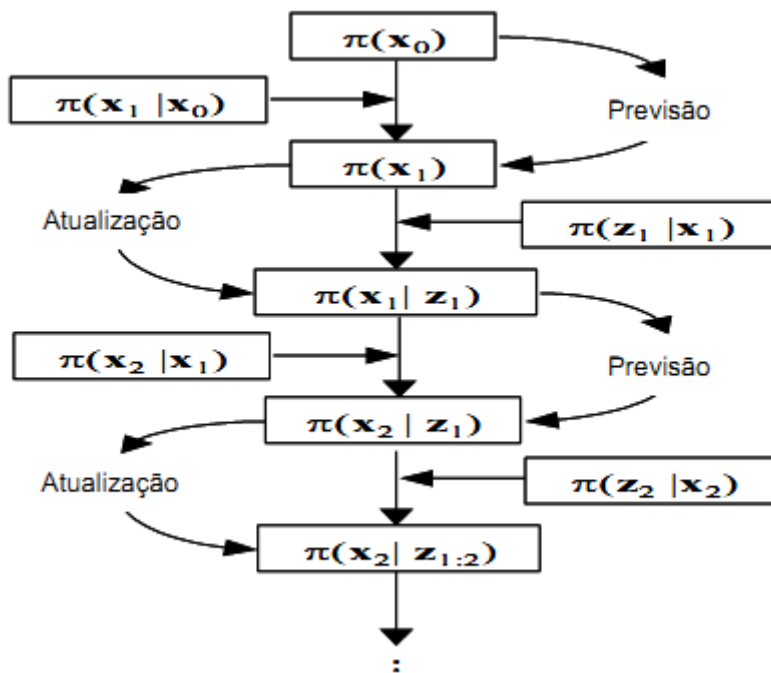 π(x₀)
π(x₁ |x₀)
Previsão
π(x₁)
Atualização
π(z₁ |x₁)
π(x₁| z₁)
π(x₂ |x₁)
Previsão
π(x₂ | z₁)
Atualização
π(z₂ |x₂)
π(x₂| z₁:₂)
: